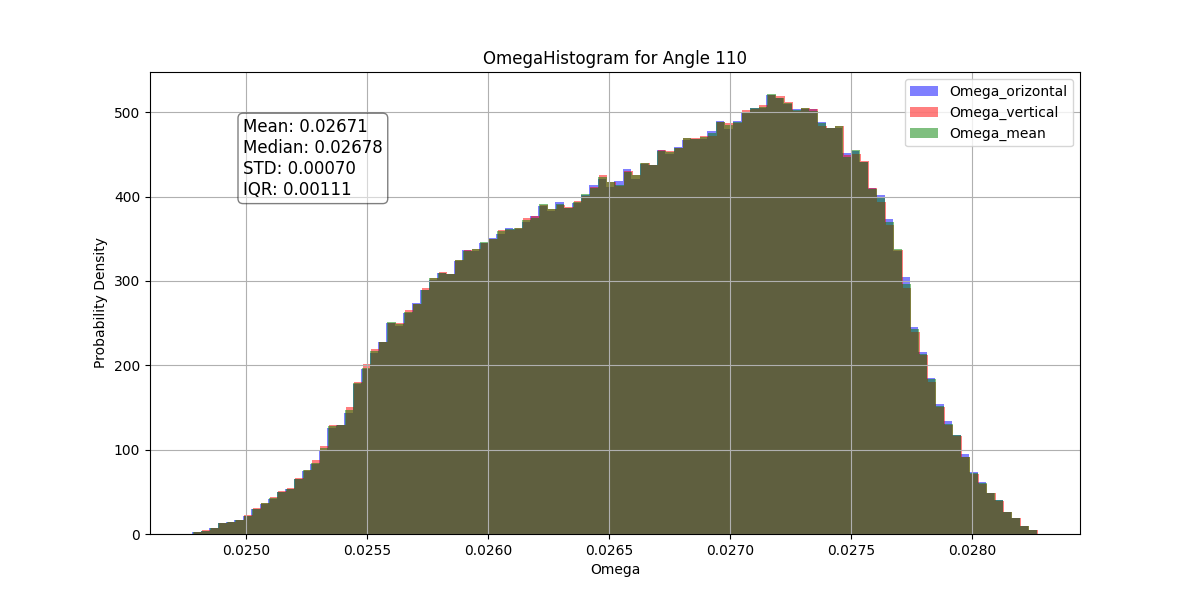 OmegaHistogram for Angle 110
Omega_orizontal
Omega_vertical
Omega_mean
Mean: 0.02671
Median: 0.02678
STD: 0.00070
IQR: 0.00111
Probability Density
500
400
300
200
100
0
0.0250 0.0255 0.0260 0.0265 0.0270 0.0275 0.0280
Omega